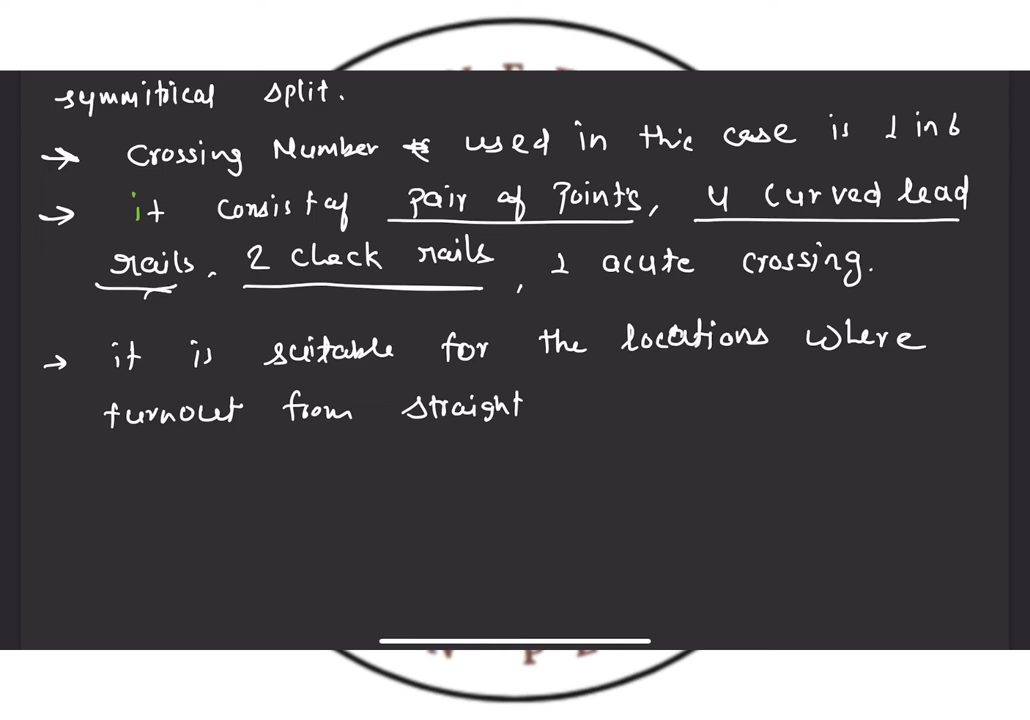 symmitrical split.
→ Crossing Number used in this case is 1 in 6
→ it consist of pair of points, 4 curved lead
rails, 2 check rails, 1 acute crossing.
→ it is suitable for the locations where
turnout from straight